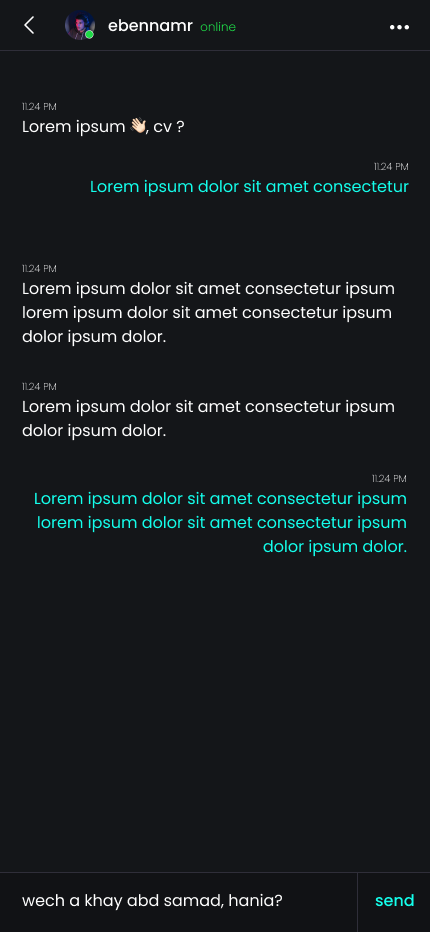 ebennamr online
11.24 PM
Lorem ipsum 👋🏻, cv ?
11.24 PM
Lorem ipsum dolor sit amet consectetur
11.24 PM
Lorem ipsum dolor sit amet consectetur ipsum
lorem ipsum dolor sit amet consectetur ipsum
dolor ipsum dolor.
11.24 PM
Lorem ipsum dolor sit amet consectetur ipsum
dolor ipsum dolor.
11.24 PM
Lorem ipsum dolor sit amet consectetur ipsum
lorem ipsum dolor sit amet consectetur ipsum
dolor ipsum dolor.
wech a khay abd samad, hania?
send